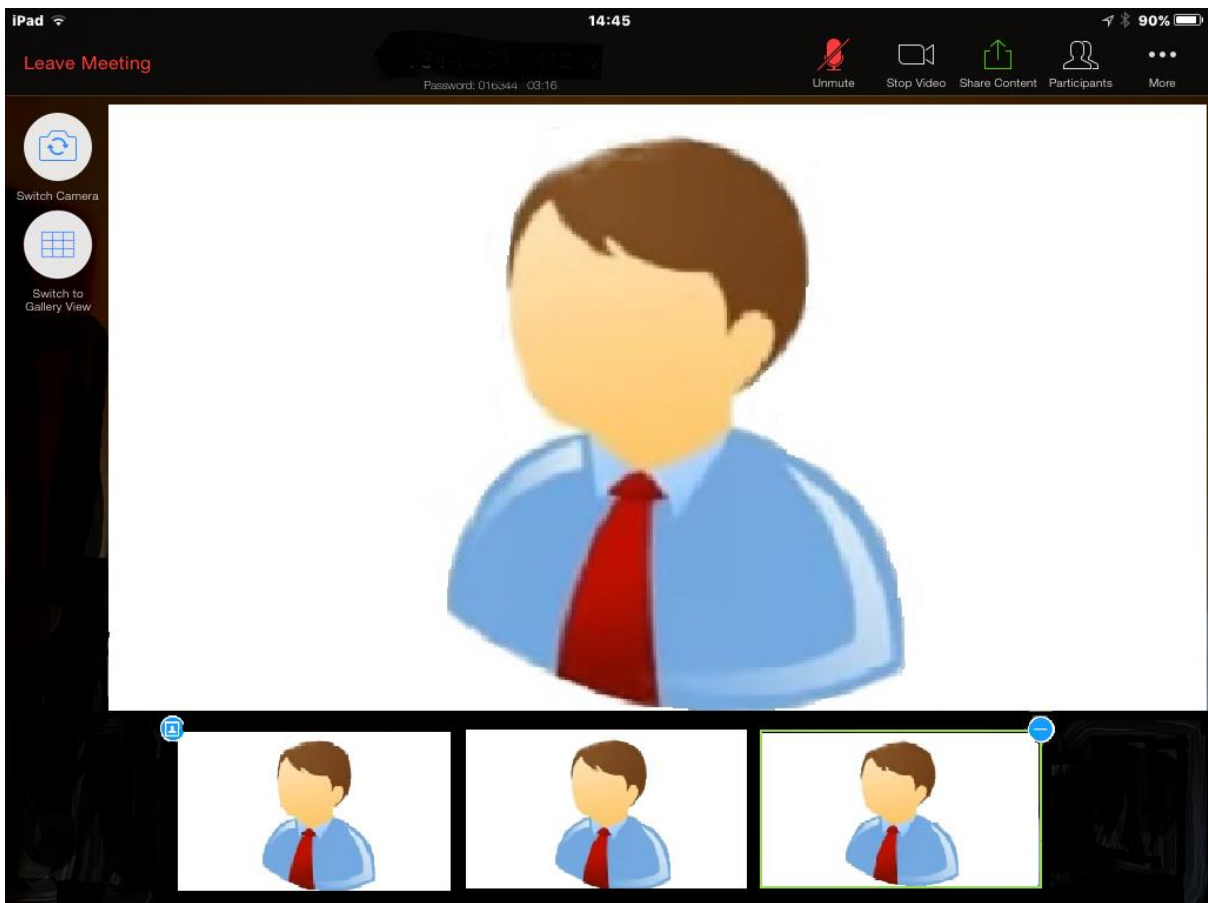 iPad 14:45 90%
Leave Meeting
Password: 016344 03:16
Unmute Stop Video Share Content Participants More
Switch Camera
Switch to
Gallery View